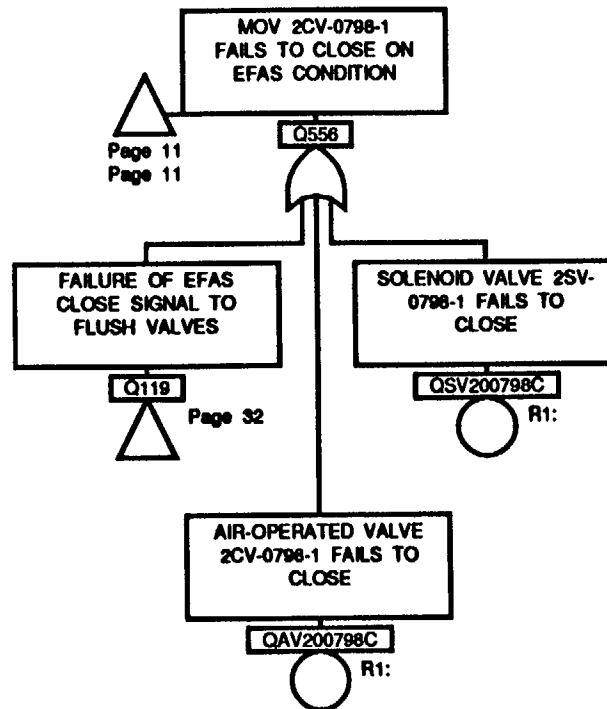 MOV 2CV-0798-1
FAILS TO CLOSE ON
EFAS CONDITION
Page 11
Page 11
Q556
FAILURE OF EFAS
CLOSE SIGNAL TO
FLUSH VALVES
Q119
Page 32
SOLENOID VALVE 2SV-
0798-1 FAILS TO
CLOSE
QSV200798C
R1:
AIR-OPERATED VALVE
2CV-0798-1 FAILS TO
CLOSE
QAV200798C
R1: